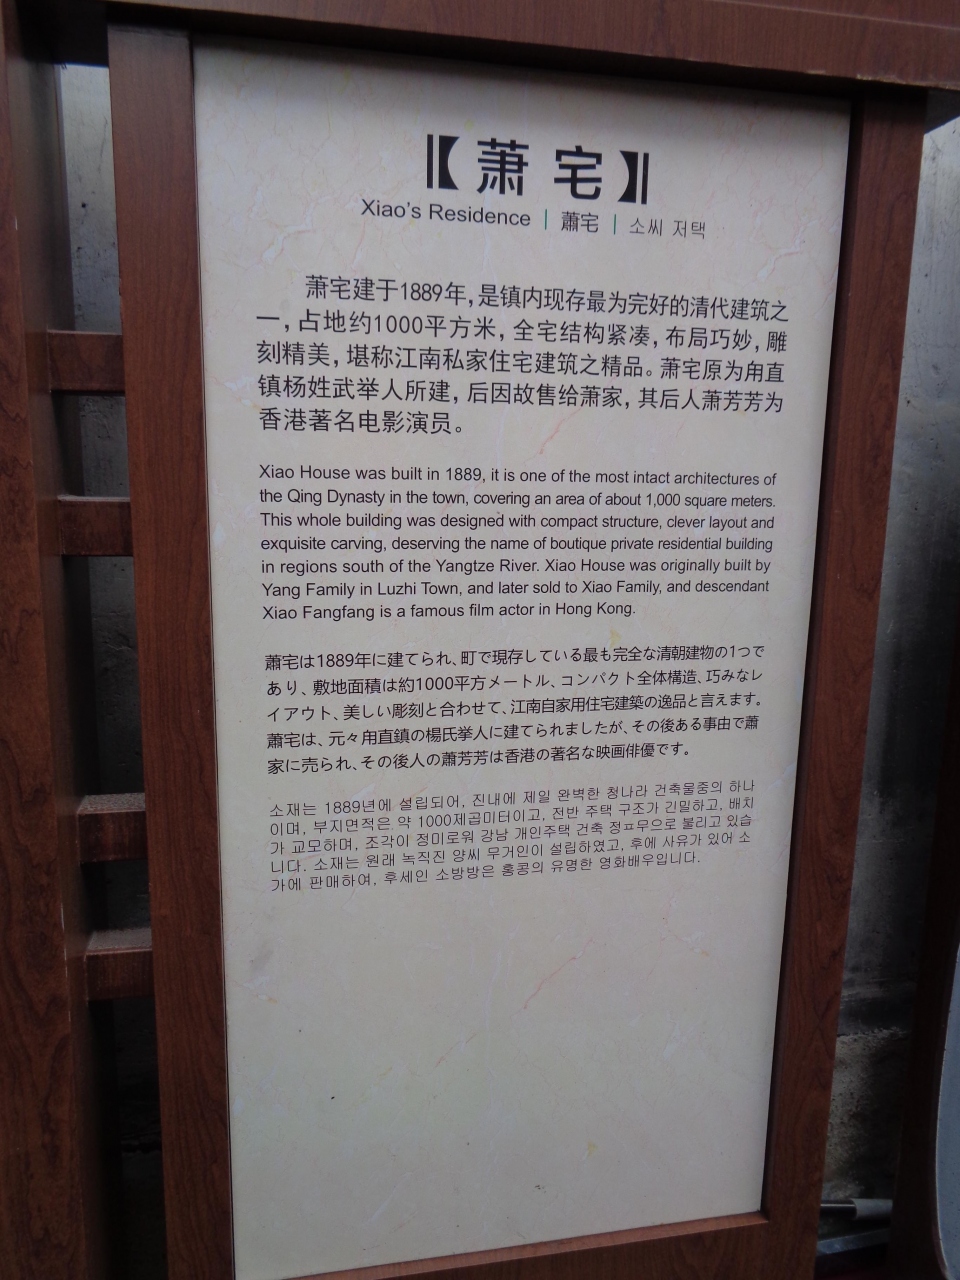 【萧宅】
Xiao's Residence | 蕭宅 | 소씨 저택
萧宅建于1889年，是镇内现存最为完好的清代建筑之
一，占地约1000平方米，全宅结构紧凑，布局巧妙，雕
刻精美，堪称江南私家住宅建筑之精品。萧宅原为甪直
镇杨姓武举人所建，后因故售给萧家，其后人萧芳芳为
香港著名电影演员。
Xiao House was built in 1889, it is one of the most intact architectures of
the Qing Dynasty in the town, covering an area of about 1,000 square meters.
This whole building was designed with compact structure, clever layout and
exquisite carving, deserving the name of boutique private residential building
in regions south of the Yangtze River. Xiao House was originally built by
Yang Family in Luzhi Town, and later sold to Xiao Family, and descendant
Xiao Fangfang is a famous film actor in Hong Kong.
蕭宅は1889年に建てられ、町で現存している最も完全な清朝建物の1つで
あり、敷地面積は約1000平方メートル、コンパクト全体構造、巧みなレ
イアウト、美しい彫刻と合わせて、江南自家用住宅建築の逸品と言えます。
蕭宅は、元々甪直鎮の楊氏挙人に建てられましたが、その後ある事由で蕭
家に売られ、その後人の蕭芳芳は香港の著名な映画俳優です。
소재는 1889년에 설립되어, 진내에 제일 완벽한 청나라 건축물중의 하나
이며, 부지면적은 약 1000제곱미터이고, 전반 주택 구조가 긴밀하고, 배치
가 교모하며, 조각이 정미로워 강남 개인주택 건축 정ㅍ무으로 불리고 있습
니다. 소재는 원래 녹직진 양씨 무거인이 설립하였고, 후에 사유가 있어 소
가에 판매하여, 후세인 소방방은 홍콩의 유명한 영화배우입니다.